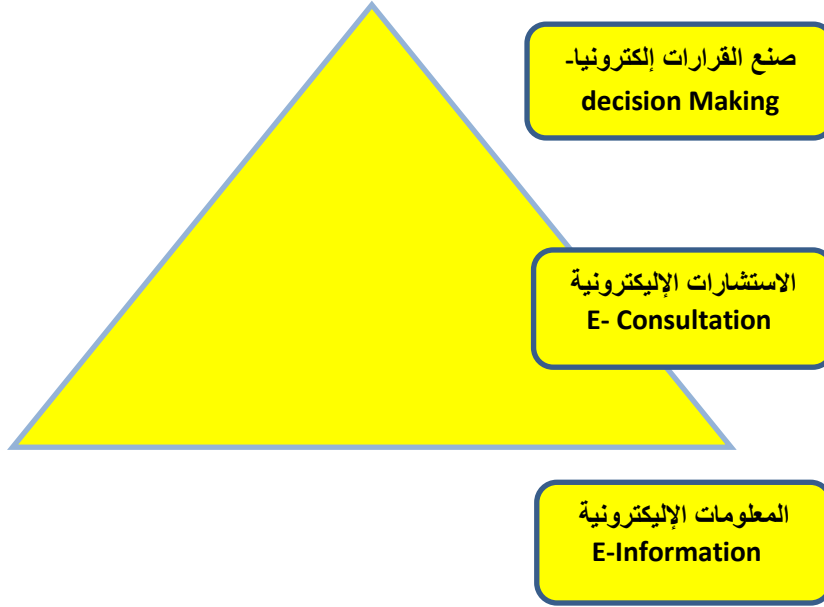 صنع القرارات إلكترونيا-
decision Making
الاستشارات الإليكترونية
E- Consultation
المعلومات الإليكترونية
E-Information